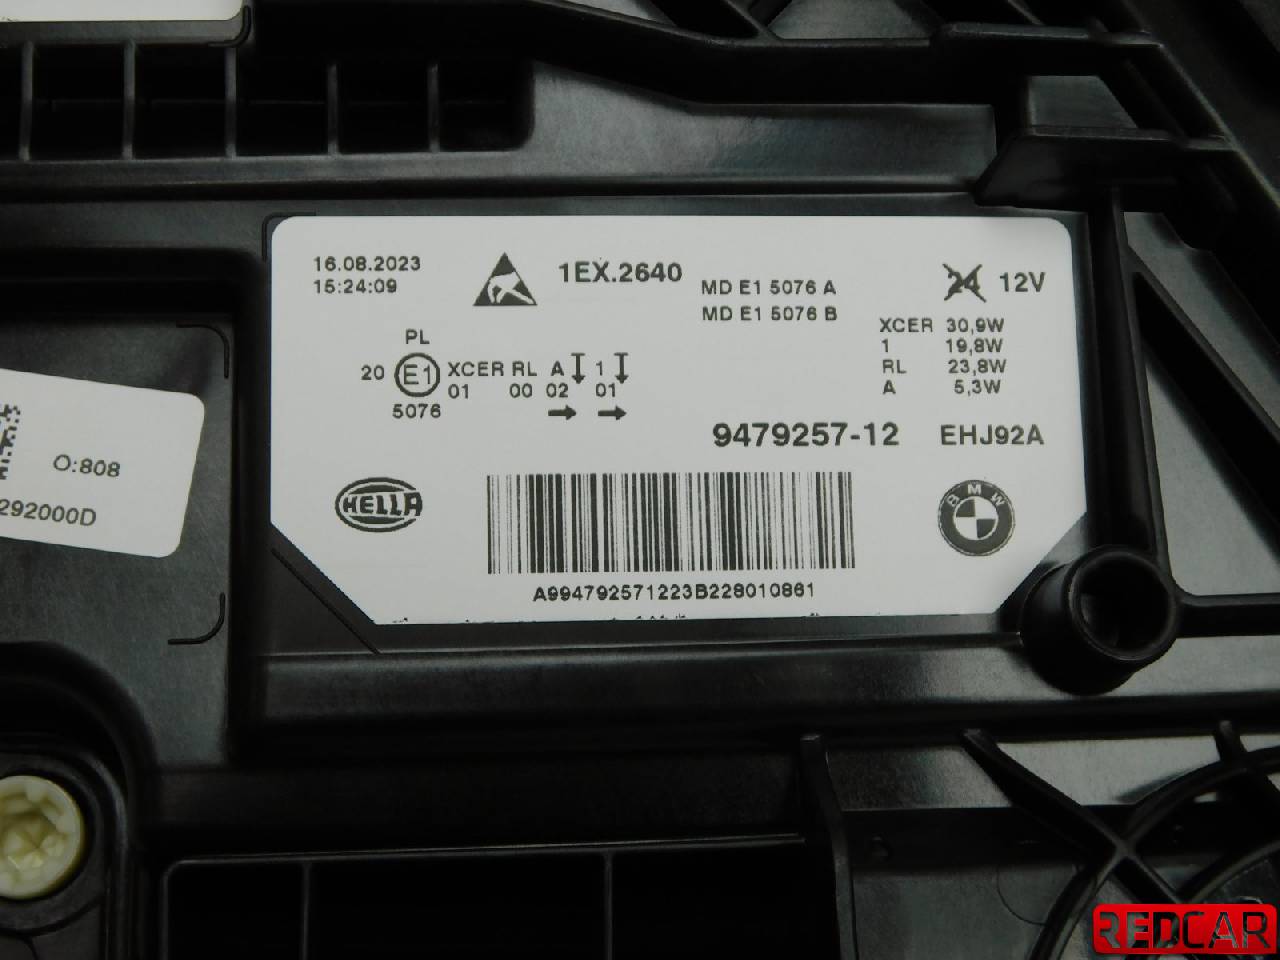 16.08.2023
15:24:09
1EX.2640
MD E1 5076 A
MD E1 5076 B
24 12V
XCER 30,9W
1 19,8W
RL 23,8W
A 5,3W
PL
20 E1 XCER RL A 1
01 00 02 01
5076
9479257-12 EHJ92A
HELLA
BMW
A994792571223B228010861
O:808
292000D
REDCAR